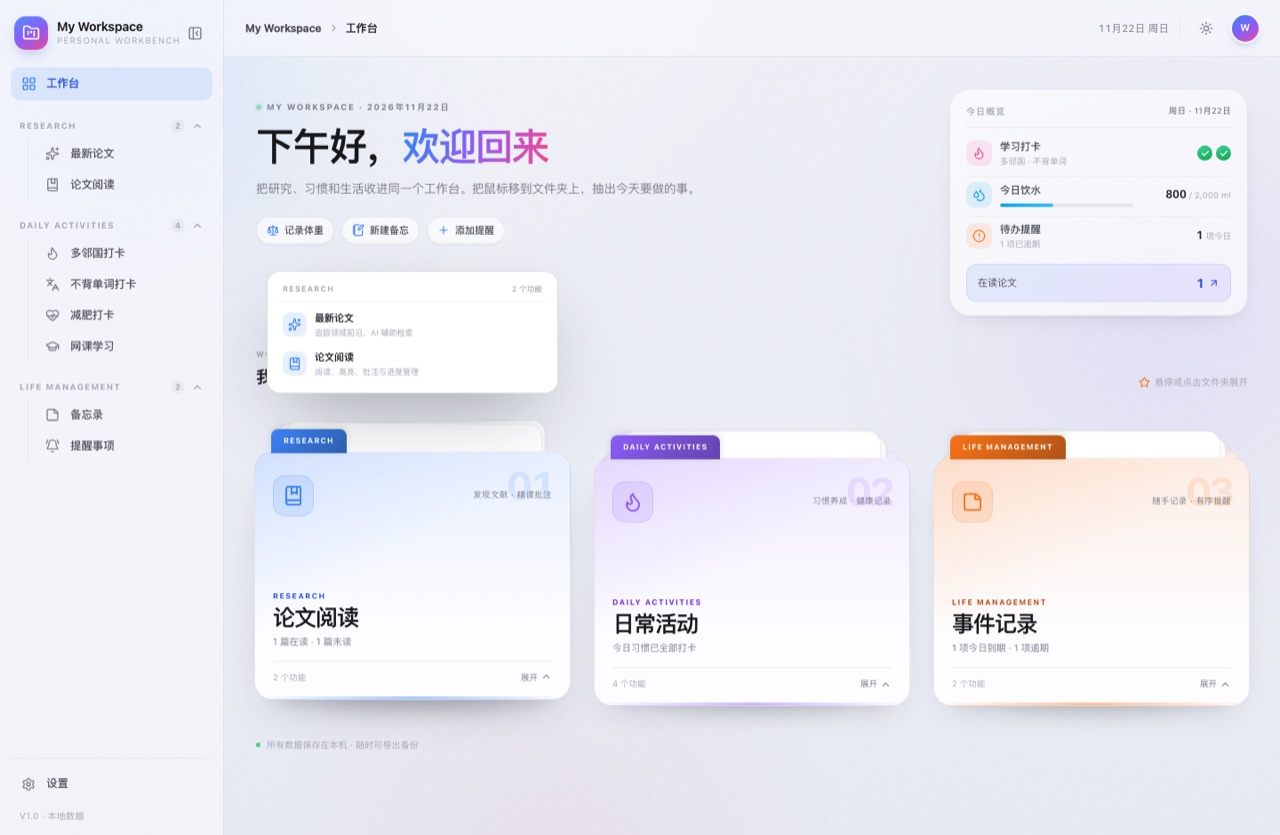 My Workspace
PERSONAL WORKBENCH
工作台
RESEARCH 2
最新论文
论文阅读
DAILY ACTIVITIES 4
多邻国打卡
不背单词打卡
减肥打卡
网课学习
LIFE MANAGEMENT 2
备忘录
提醒事项
设置
V1.0 · 本地数据
My Workspace > 工作台
11月22日 周日
W
MY WORKSPACE · 2026年11月22日
下午好，欢迎回来
把研究、习惯和生活收进同一个工作台。把鼠标移到文件夹上，抽出今天要做的事。
记录体重
新建备忘
添加提醒
今日概览 周日 · 11月22日
学习打卡
多邻国 · 不背单词
今日饮水
800 / 2,000 ml
待办提醒
1 项已逾期
1 项今日
在读论文 1
RESEARCH 2 个功能
最新论文
追踪领域前沿，AI 辅助检索
论文阅读
阅读、高亮、批注与进度管理
我
悬停或点击文件夹展开
RESEARCH
01
发现文献 · 精读批注
RESEARCH
论文阅读
1 篇在读 · 1 篇未读
2 个功能 展开
DAILY ACTIVITIES
02
习惯养成 · 健康记录
DAILY ACTIVITIES
日常活动
今日习惯已全部打卡
4 个功能 展开
LIFE MANAGEMENT
03
随手记录 · 有序提醒
LIFE MANAGEMENT
事件记录
1 项今日到期 · 1 项逾期
2 个功能 展开
所有数据保存在本机 · 随时可导出备份